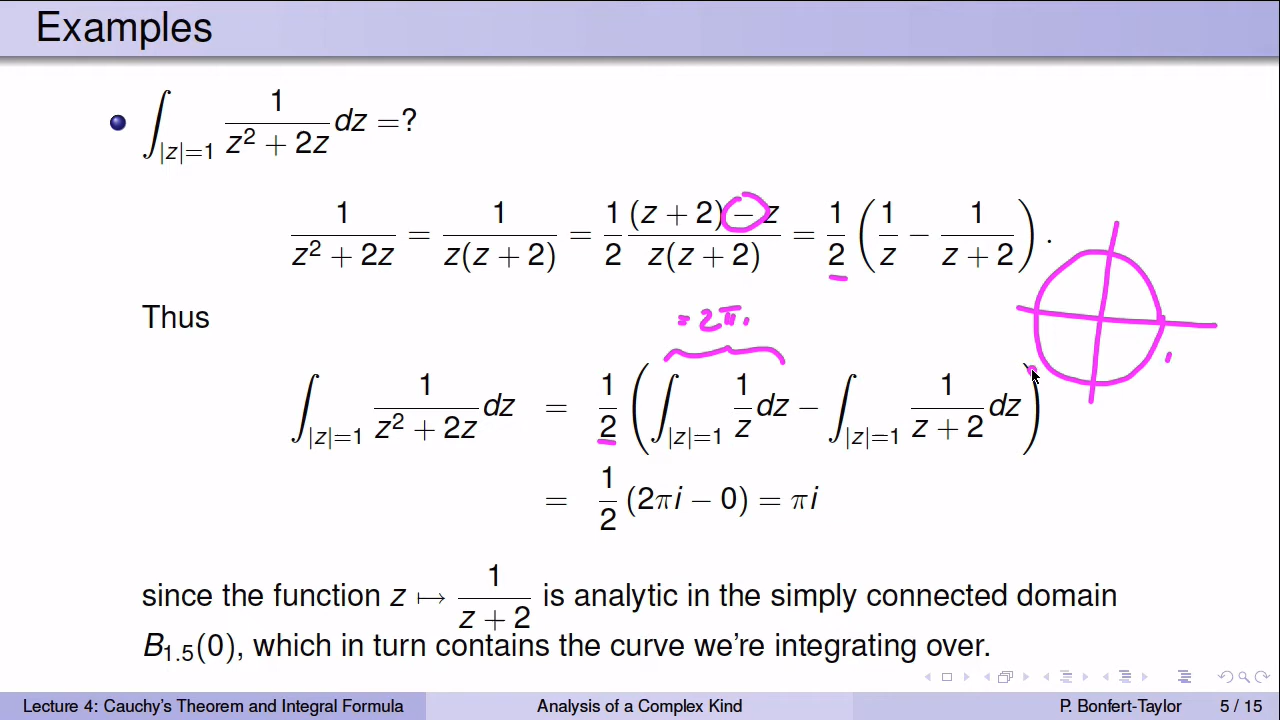 Examples
∫_{|z|=1} 1/(z² + 2z) dz =?
1/(z² + 2z) = 1/(z(z + 2)) = 1/2 ((z + 2) − z)/(z(z + 2)) = 1/2 (1/z − 1/(z + 2)).
Thus
= 2π
∫_{|z|=1} 1/(z² + 2z) dz = 1/2 (∫_{|z|=1} 1/z dz − ∫_{|z|=1} 1/(z + 2) dz)
= 1/2 (2πi − 0) = πi
since the function z ↦ 1/(z + 2) is analytic in the simply connected domain
B_{1.5}(0), which in turn contains the curve we're integrating over.
Lecture 4: Cauchy's Theorem and Integral Formula Analysis of a Complex Kind P. Bonfert-Taylor 5 / 15